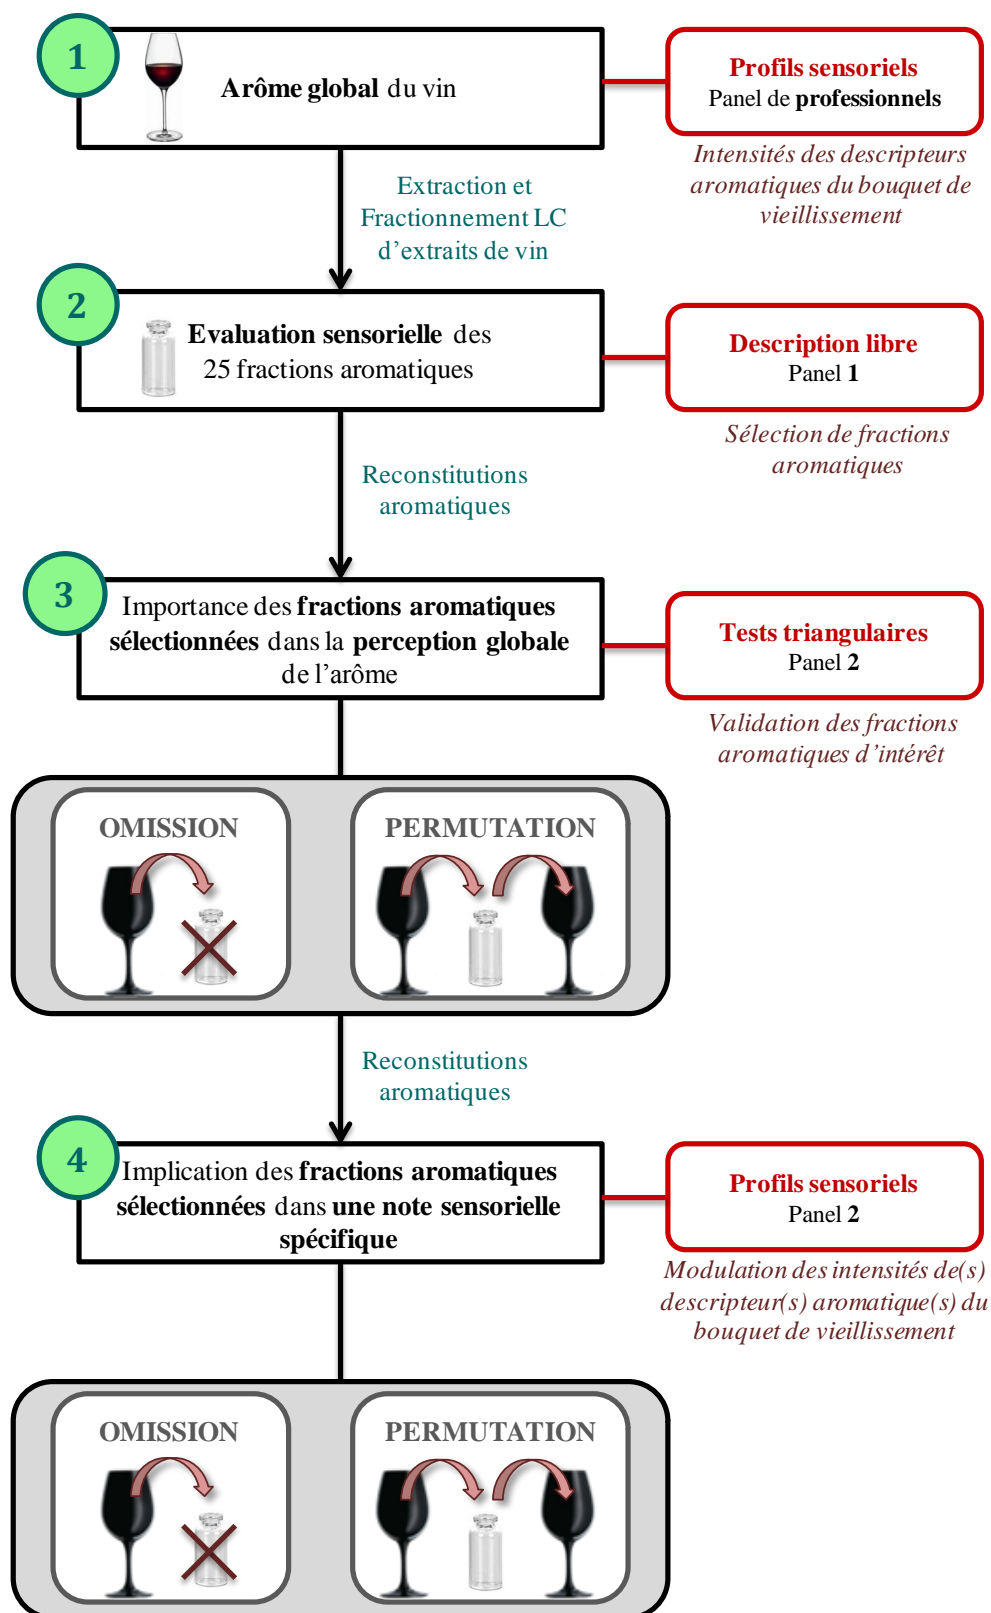 1
Arôme global du vin
Profils sensoriels
Panel de professionnels
Intensités des descripteurs
aromatiques du bouquet de
vieillissement
Extraction et
Fractionnement LC
d’extraits de vin
2
Evaluation sensorielle des
25 fractions aromatiques
Description libre
Panel 1
Sélection de fractions
aromatiques
Reconstitutions
aromatiques
3
Importance des fractions aromatiques
sélectionnées dans la perception globale
de l’arôme
Tests triangulaires
Panel 2
Validation des fractions
aromatiques d’intérêt
OMISSION
PERMUTATION
Reconstitutions
aromatiques
4
Implication des fractions aromatiques
sélectionnées dans une note sensorielle
spécifique
Profils sensoriels
Panel 2
Modulation des intensités de(s)
descripteur(s) aromatique(s) du
bouquet de vieillissement
OMISSION
PERMUTATION